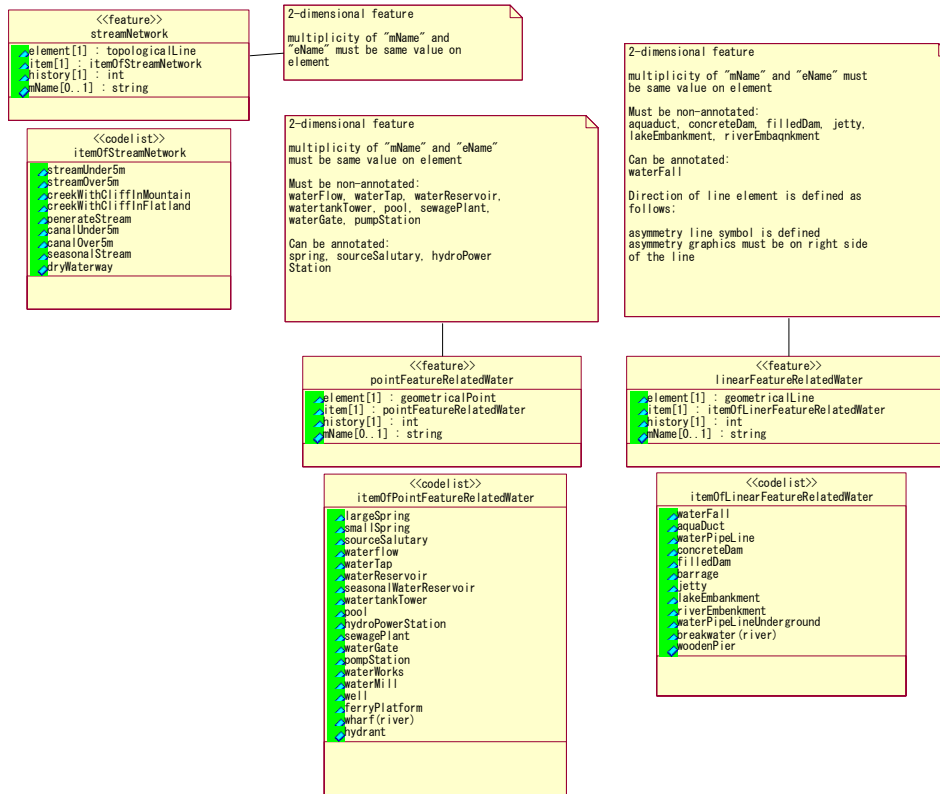 <<feature>>
streamNetwork
element[1] : topologicalLine
item[1] : itemOfStreamNetwork
history[1] : int
mName[0..1] : string
2-dimensional feature
multiplicity of "mName" and
"eName" must be same value on
element
<<codelist>>
itemOfStreamNetwork
streamUnder5m
streamOver5m
creekWithCliffInMountain
creekWithCliffInFlatland
penerateStream
canalUnder5m
canalOver5m
seasonalStream
dryWaterway
2-dimensional feature
multiplicity of "mName" and "eName"
must be same value on element
Must be non-annotated:
waterFlow, waterTap, waterReservoir,
watertankTower, pool, sewagePlant,
waterGate, pumpStation
Can be annotated:
spring, sourceSalutary, hydroPower
Station
2-dimensional feature
multiplicity of "mName" and "eName" must
be same value on element
Must be non-annotated:
aquaduct, concreteDam, filledDam, jetty,
lakeEmbankment, riverEmbaqnkment
Can be annotated:
waterFall
Direction of line element is defined as
follows:
asymmetry line symbol is defined
asymmetry graphics must be on right side
of the line
<<feature>>
pointFeatureRelatedWater
element[1] : geometricalPoint
item[1] : pointFeatureRelatedWater
history[1] : int
mName[0..1] : string
<<feature>>
linearFeatureRelatedWater
element[1] : geometricalLine
item[1] : itemOfLinerFeatureRelatedWater
history[1] : int
mName[0..1] : string
<<codelist>>
itemOfPointFeatureRelatedWater
largeSpring
smallSpring
sourceSalutary
waterflow
waterTap
waterReservoir
seasonalWaterReservoir
watertankTower
pool
hydroPowerStation
sewagePlant
waterGate
pompStation
waterWorks
waterMill
well
ferryPlatform
wharf(river)
hydrant
<<codelist>>
itemOfLinearFeatureRelatedWater
waterFall
aquaDuct
waterPipeLine
concreteDam
filledDam
barrage
jetty
lakeEmbankment
riverEmbenkment
waterPipeLineUnderground
breakwater(river)
woodenPier